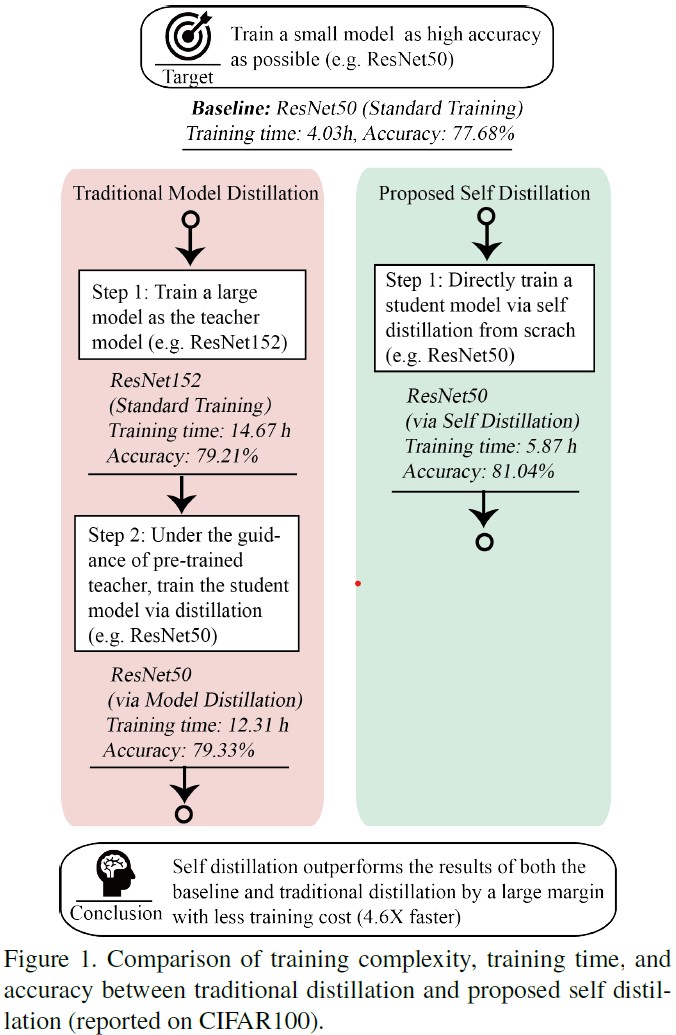 Train a small model as high accuracy
as possible (e.g. ResNet50)
Target
Baseline: ResNet50 (Standard Training)
Training time: 4.03h, Accuracy: 77.68%
Traditional Model Distillation
Step 1: Train a large
model as the teacher
model (e.g. ResNet152)
ResNet152
(Standard Training)
Training time: 14.67 h
Accuracy: 79.21%
Step 2: Under the guid-
ance of pre-trained
teacher, train the student
model via distillation
(e.g. ResNet50)
ResNet50
(via Model Distillation)
Training time: 12.31 h
Accuracy: 79.33%
Proposed Self Distillation
Step 1: Directly train a
student model via self
distillation from scrach
(e.g. ResNet50)
ResNet50
(via Self Distillation)
Training time: 5.87 h
Accuracy: 81.04%
Self distillation outperforms the results of both the
baseline and traditional distillation by a large margin
with less training cost (4.6X faster)
Conclusion
Figure 1. Comparison of training complexity, training time, and
accuracy between traditional distillation and proposed self distil-
lation (reported on CIFAR100).